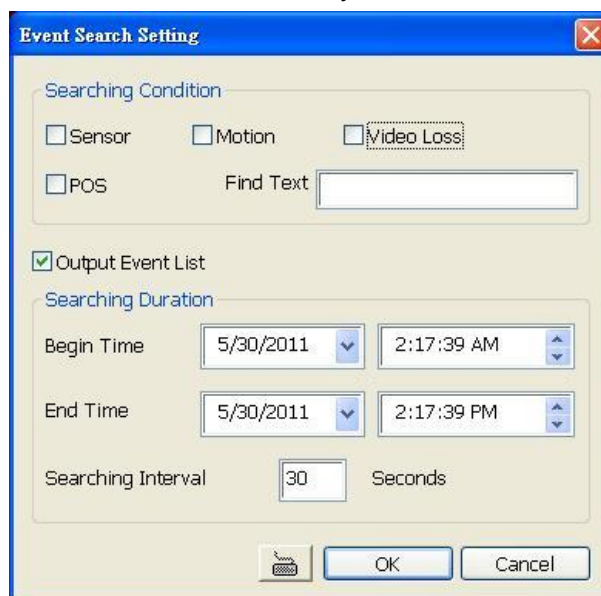 Event Search Setting
Searching Condition
Sensor Motion Video Loss
POS Find Text
Output Event List
Searching Duration
Begin Time 5/30/2011 2:17:39 AM
End Time 5/30/2011 2:17:39 PM
Searching Interval 30 Seconds
OK Cancel